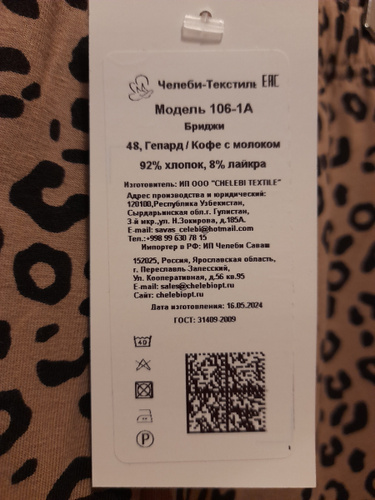 Челеби-Текстиль EAC
Модель 106-1А
Бриджи
48, Гепард / Кофе с молоком
92% хлопок, 8% лайкра
Изготовитель: ИП ООО "CHELEBI TEXTILE"
Адрес производства и юридический:
120100,Республика Узбекистан,
Сырдарьинская обл.г. Гулистан,
3-й мкр.,ул. Н.Зокирова, д.185А.
E-mail: savas_celebi@hotmail.com
Тел.:+998 99 630 78 15
Импортер в РФ: ИП Челеби Саваш
152025, Россия, Ярославская область,
г. Переславль-Залесский,
Ул. Кооперативная, д.56 кв.95
E-mail: sales@chelebiopt.ru
Сайт: chelebiopt.ru
Дата изготовления: 16.05.2024
ГОСТ: 31409-2009
40
P